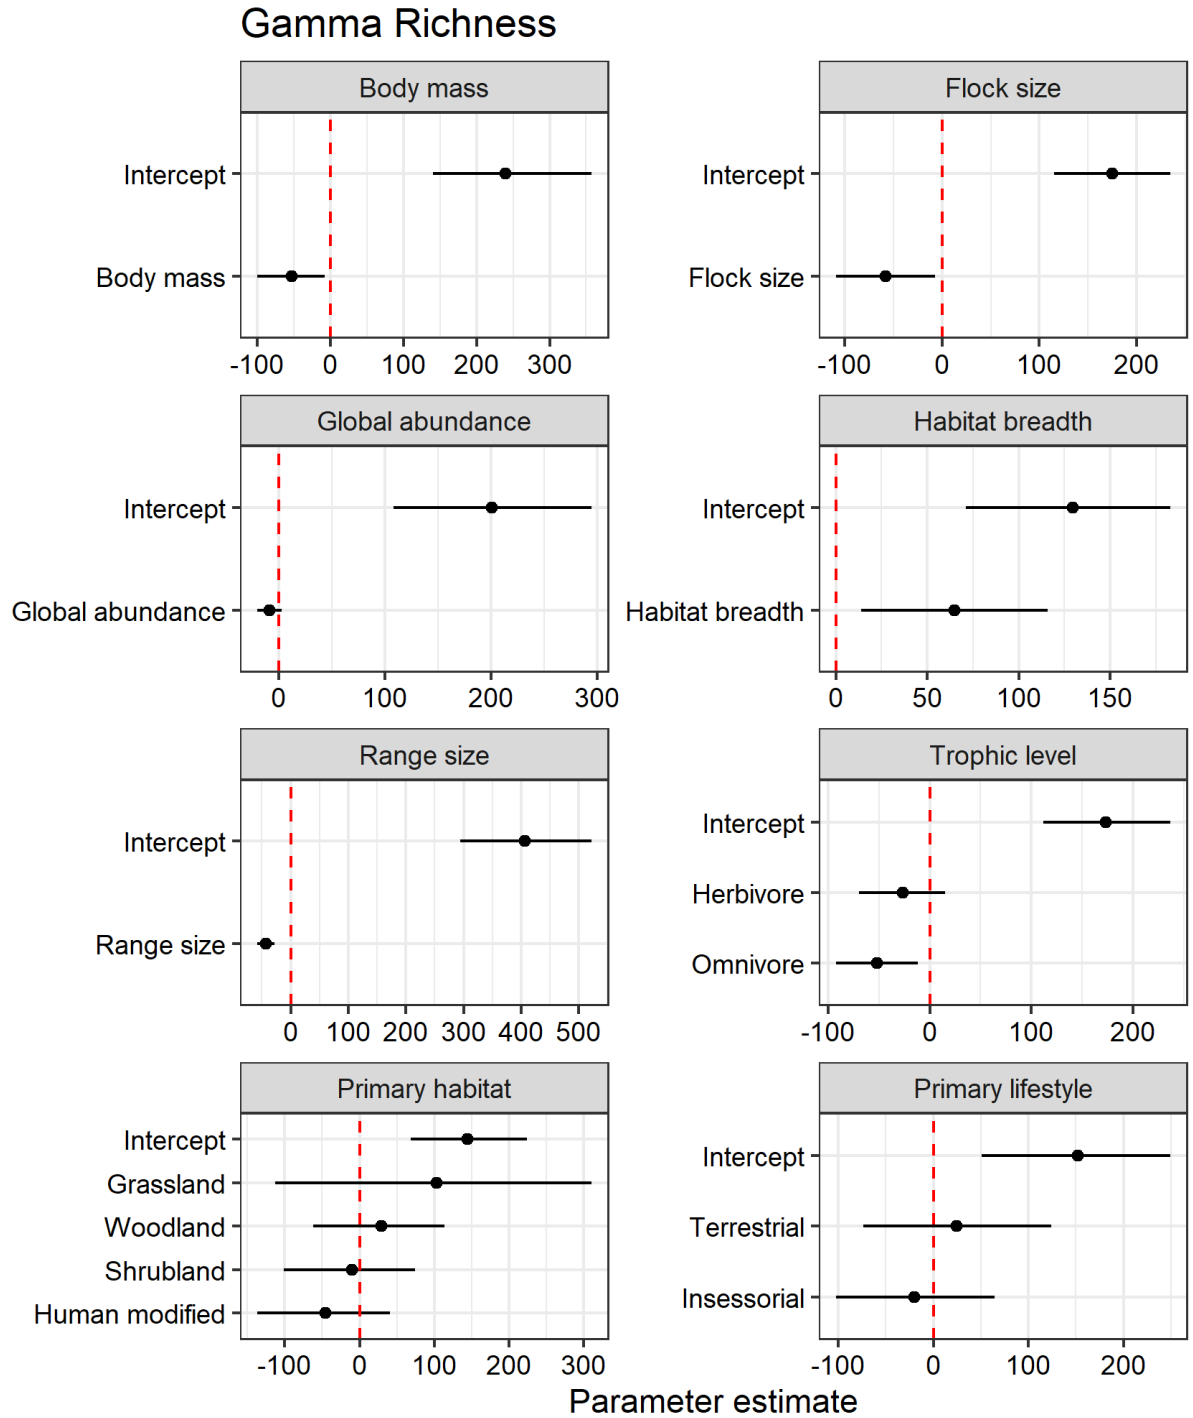 Gamma Richness
Body mass
Intercept
Body mass
-100 0 100 200 300
Flock size
Intercept
Flock size
-100 0 100 200
Global abundance
Intercept
Global abundance
0 100 200 300
Habitat breadth
Intercept
Habitat breadth
0 50 100 150
Range size
Intercept
Range size
0 100 200 300 400 500
Trophic level
Intercept
Herbivore
Omnivore
-100 0 100 200
Primary habitat
Intercept
Grassland
Woodland
Shrubland
Human modified
-100 0 100 200 300
Primary lifestyle
Intercept
Terrestrial
Insessorial
-100 0 100 200
Parameter estimate